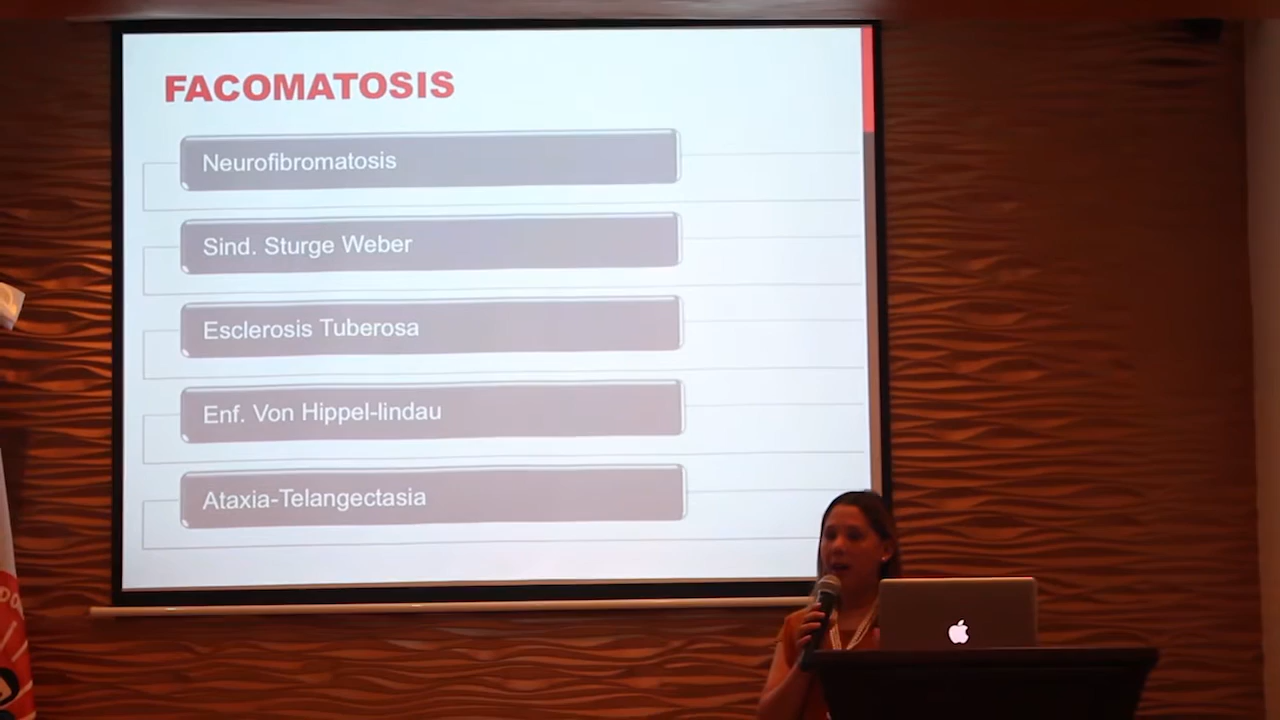 FACOMATOSIS
Neurofibromatosis
Sind. Sturge Weber
Esclerosis Tuberosa
Enf. Von Hippel-lindau
Ataxia-Telangectasia